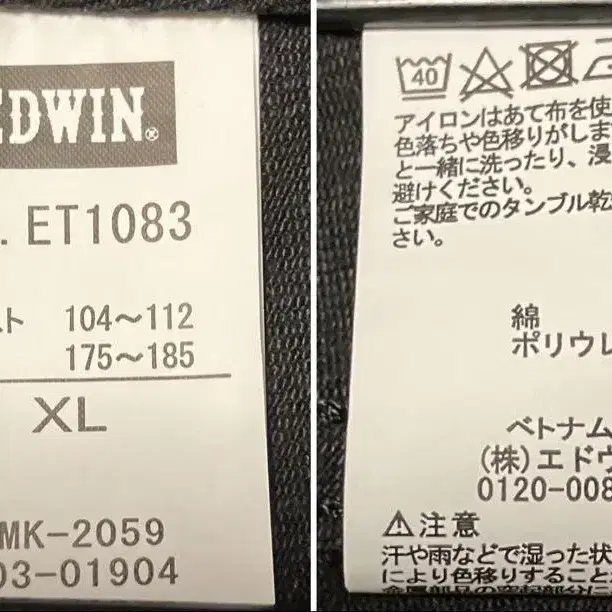 EDWIN®
. ET1083
スト 104〜112
175〜185
XL
MK-2059
03-01904
40
アイロンはあて布を使
色落ちや色移りがしま
と一緒に洗ったり、浸
避けください。
ご家庭でのタンブル乾
さい。
綿
ポリウレ
ベトナム
(株)エドウ
0120-008
⚠注意
汗や雨などで湿った状
により色移りすること